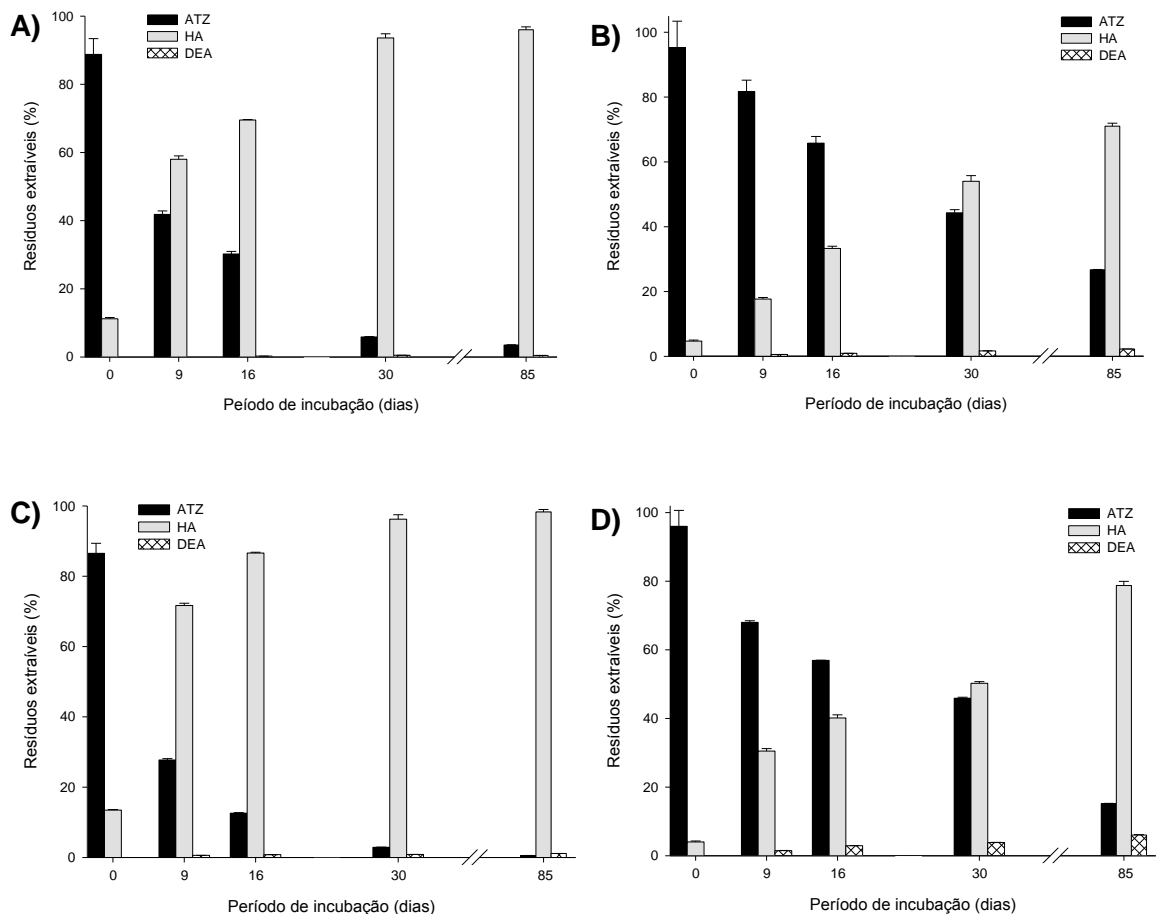 A)
ATZ
HA
DEA
100
80
60
40
20
0
Resíduos extraíveis (%)
0 9 16 30 85
Peíodo de incubação (dias)
B)
ATZ
HA
DEA
100
80
60
40
20
0
Resíduos extraíveis (%)
0 9 16 30 85
Período de incubação (dias)
C)
ATZ
HA
DEA
100
80
60
40
20
0
Resíduos extraíveis (%)
0 9 16 30 85
Período de incubação (dias)
D)
ATZ
HA
DEA
100
80
60
40
20
0
Resíduos extraíveis (%)
0 9 16 30 85
Período de incubação (dias)